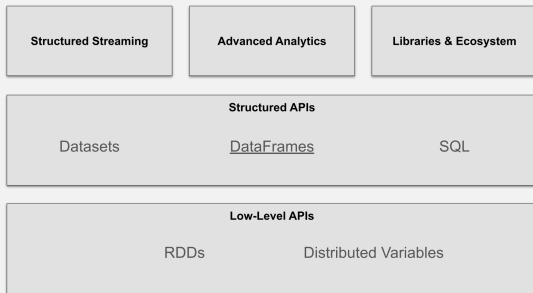 Structured Streaming Advanced Analytics Libraries & Ecosystem
Structured APIs
Datasets DataFrames SQL
Low-Level APIs
RDDs Distributed Variables